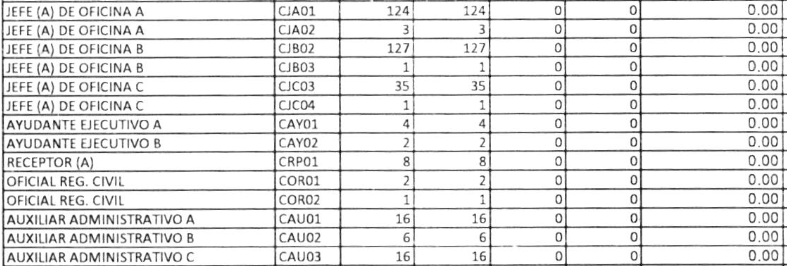 JEFE (A) DE OFICINA A CJA01 124 124 0 0 0.00
JEFE (A) DE OFICINA A CJA02 3 3 0 0 0.00
JEFE (A) DE OFICINA B CJB02 127 127 0 0 0.00
JEFE (A) DE OFICINA B CJB03 1 1 0 0 0.00
JEFE (A) DE OFICINA C CJC03 35 35 0 0 0.00
JEFE (A) DE OFICINA C CJC04 1 1 0 0 0.00
AYUDANTE EJECUTIVO A CAY01 4 4 0 0 0.00
AYUDANTE EJECUTIVO B CAY02 2 2 0 0 0.00
RECEPTOR (A) CRP01 8 8 0 0 0.00
OFICIAL REG. CIVIL COR01 2 2 0 0 0.00
OFICIAL REG. CIVIL COR02 1 1 0 0 0.00
AUXILIAR ADMINISTRATIVO A CAU01 16 16 0 0 0.00
AUXILIAR ADMINISTRATIVO B CAU02 6 6 0 0 0.00
AUXILIAR ADMINISTRATIVO C CAU03 16 16 0 0 0.00